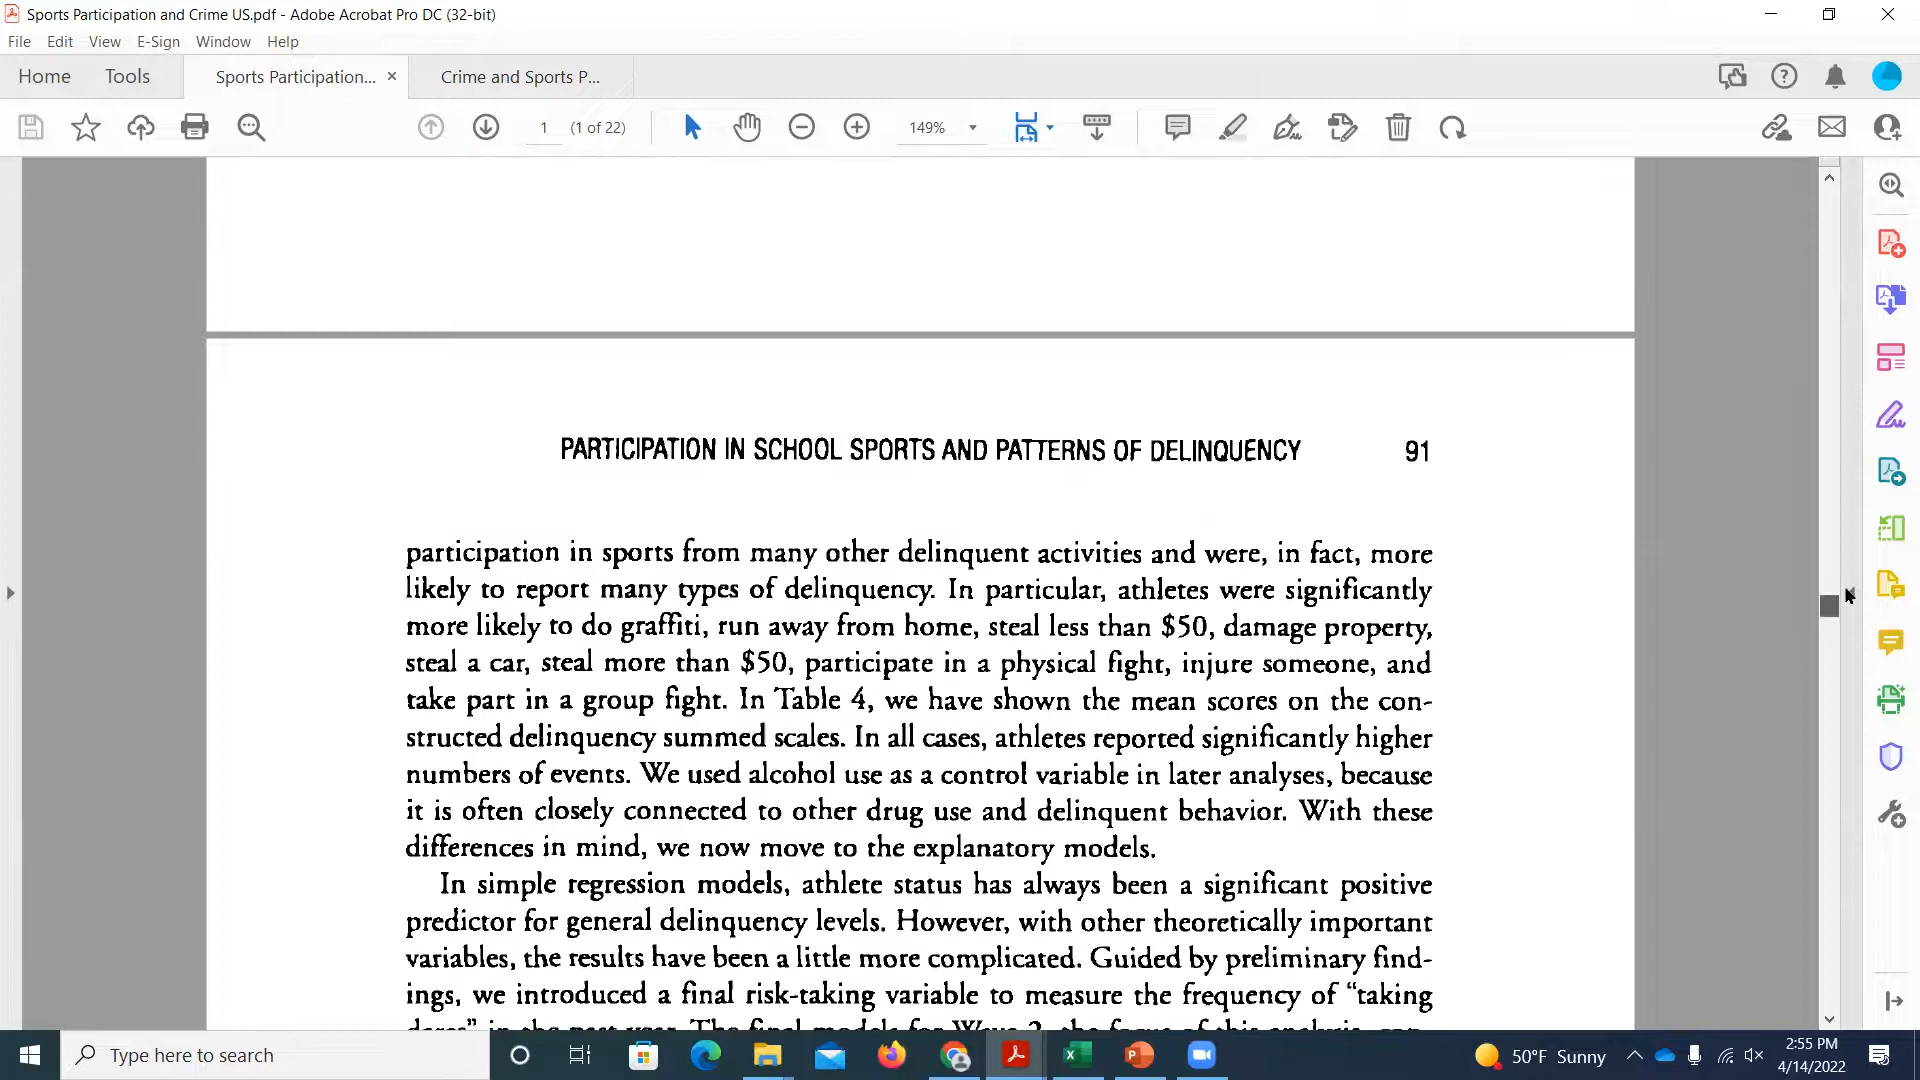 Sports Participation and Crime US.pdf - Adobe Acrobat Pro DC (32-bit)
File Edit View E-Sign Window Help
Home Tools Sports Participation... × Crime and Sports P...
1 (1 of 22) 149%
PARTICIPATION IN SCHOOL SPORTS AND PATTERNS OF DELINQUENCY 91
participation in sports from many other delinquent activities and were, in fact, more
likely to report many types of delinquency. In particular, athletes were significantly
more likely to do graffiti, run away from home, steal less than $50, damage property,
steal a car, steal more than $50, participate in a physical fight, injure someone, and
take part in a group fight. In Table 4, we have shown the mean scores on the con-
structed delinquency summed scales. In all cases, athletes reported significantly higher
numbers of events. We used alcohol use as a control variable in later analyses, because
it is often closely connected to other drug use and delinquent behavior. With these
differences in mind, we now move to the explanatory models.
In simple regression models, athlete status has always been a significant positive
predictor for general delinquency levels. However, with other theoretically important
variables, the results have been a little more complicated. Guided by preliminary find-
ings, we introduced a final risk-taking variable to measure the frequency of “taking
Type here to search
50°F Sunny
2:55 PM
4/14/2022